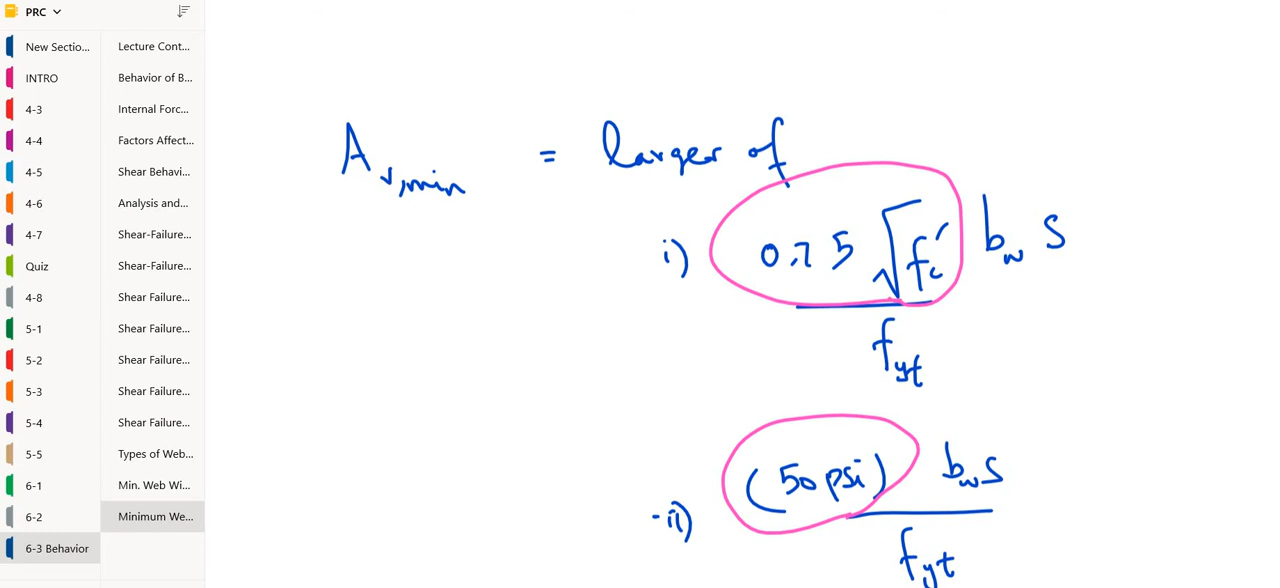 PRC
New Sectio...
INTRO
4-3
4-4
4-5
4-6
4-7
Quiz
4-8
5-1
5-2
5-3
5-4
5-5
6-1
6-2
6-3 Behavior
Lecture Cont...
Behavior of B...
Internal Forc...
Factors Affect...
Shear Behavi...
Analysis and...
Shear-Failure...
Shear-Failure...
Shear Failure...
Shear Failure...
Shear Failure...
Shear Failure...
Shear Failure...
Types of Web...
Min. Web Wi...
Minimum We...
A v,min = larger of
i) 0.75 √f'c bw s
fyt
ii) (50 psi) bw s
fyt